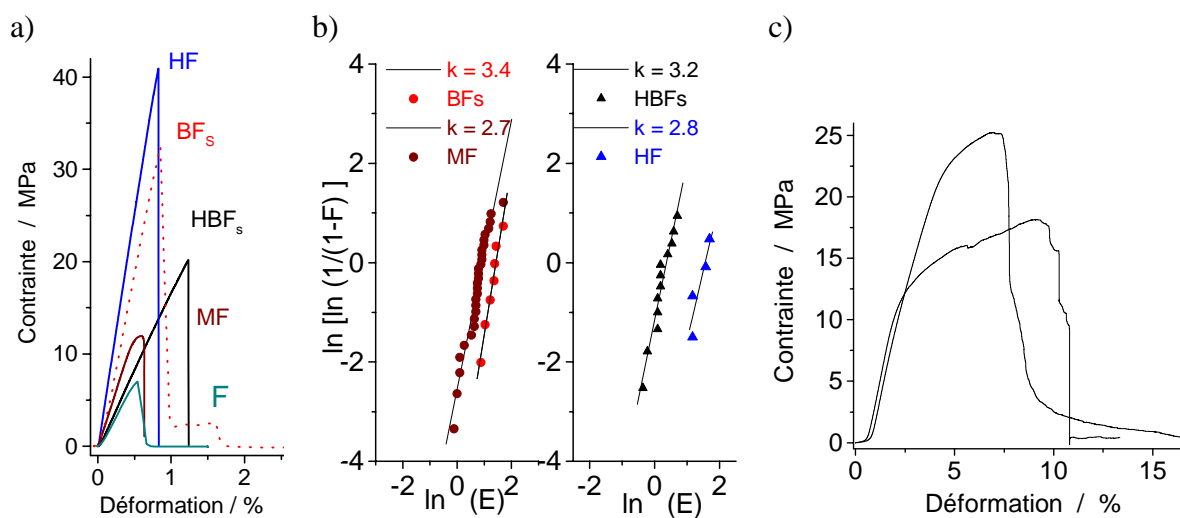 a)
HF
BFs
HBFs
MF
F
40
30
20
10
0
0
1
2
Contrainte / MPa
Déformation / %
b)
k = 3.4
BFs
k = 2.7
MF
4
2
0
-2
-4
-2
0
2
ln [ln (1/(1-F) ]
ln (E)
k = 3.2
HBFs
k = 2.8
HF
4
2
0
-2
-4
-2
0
2
ln (E)
c)
25
20
15
10
5
0
0
5
10
15
Contrainte / MPa
Déformation / %